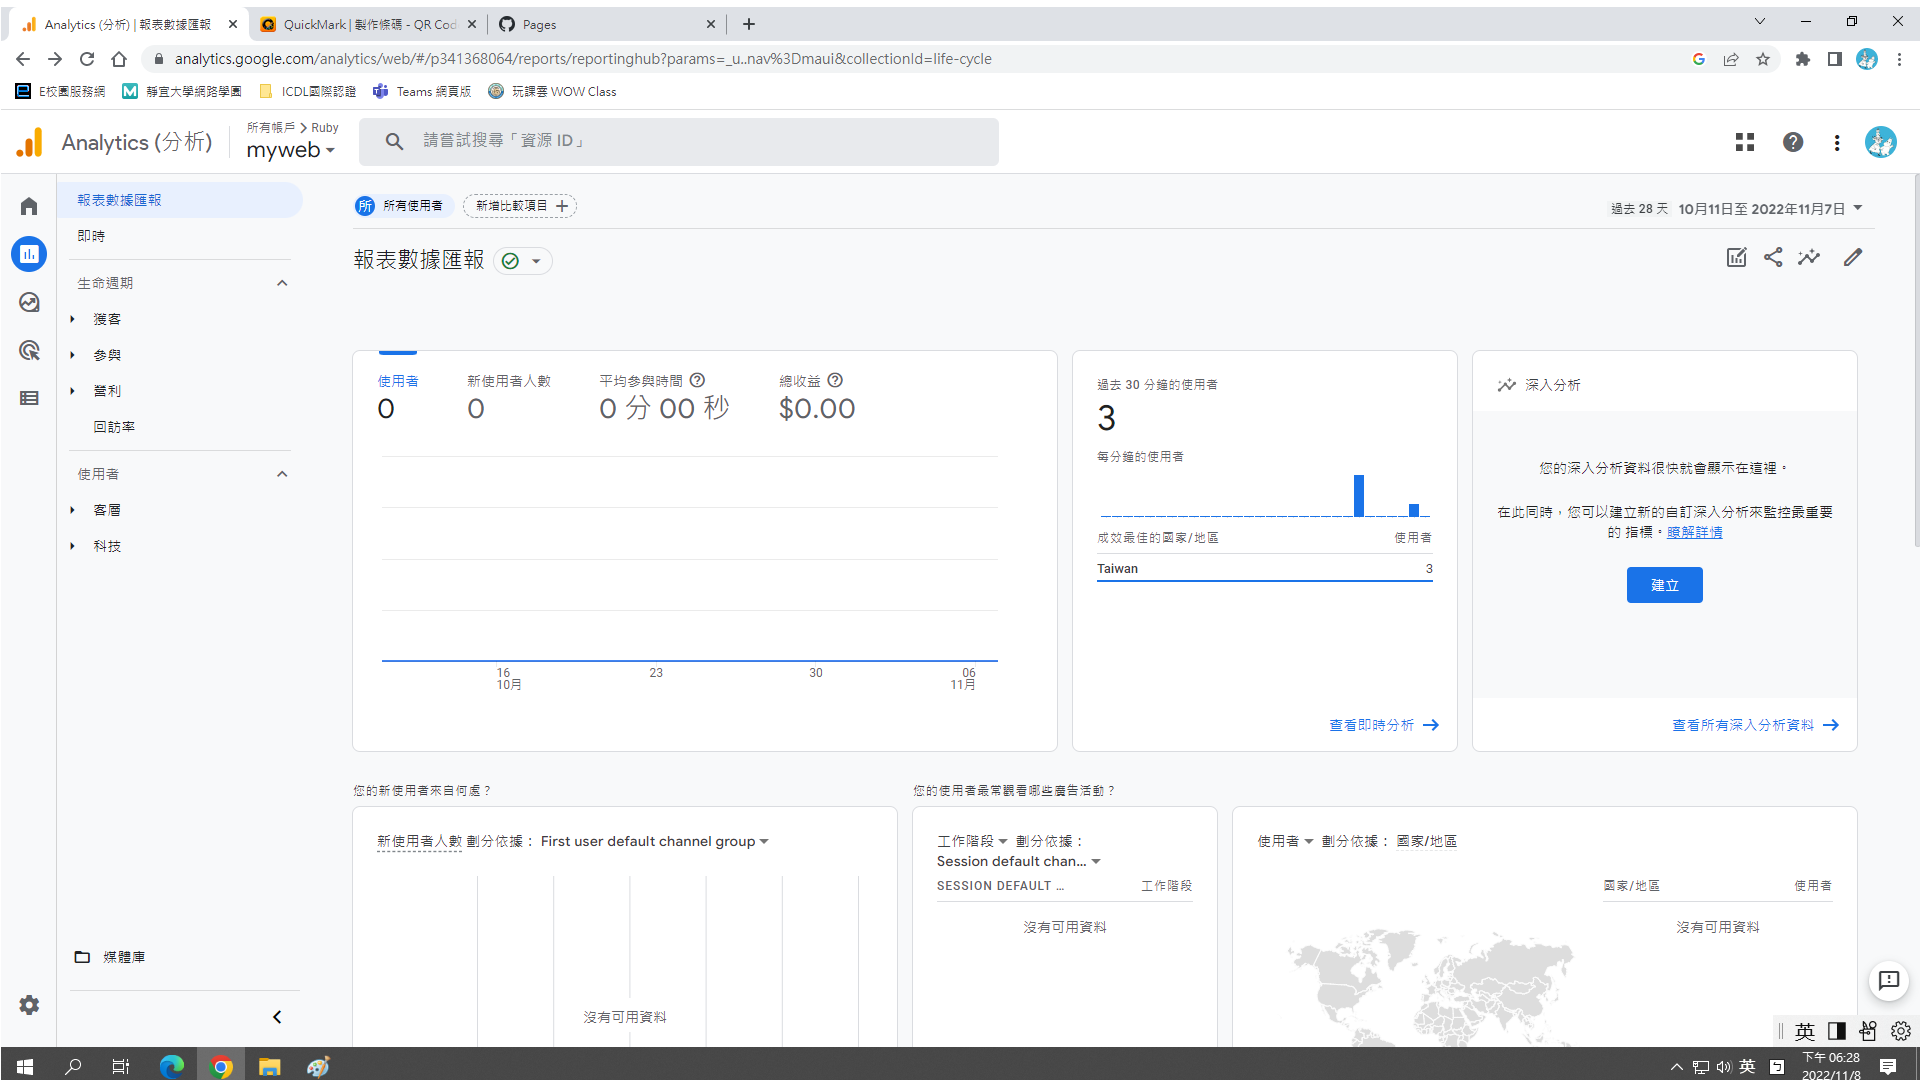 Analytics (分析) | 報表數據匯報
QuickMark | 製作條碼 - QR Cod
Pages
analytics.google.com/analytics/web/#/p341368064/reports/reportinghub?params=_u..nav%3Dmaui&collectionId=life-cycle
E校園服務網
靜宜大學網路學園
ICDL國際認證
Teams 網頁版
玩課雲 WOW Class
Analytics (分析)
所有帳戶 > Ruby
myweb
請嘗試搜尋「資源 ID」
報表數據匯報
即時
生命週期
獲客
參與
營利
回訪率
使用者
客層
科技
媒體庫
所 所有使用者
新增比較項目
過去 28 天 10月11日至 2022年11月7日
報表數據匯報
使用者
0
新使用者人數
0
平均參與時間
0 分 00 秒
總收益
$0.00
16
10月
23
30
06
11月
過去 30 分鐘的使用者
3
每分鐘的使用者
成效最佳的國家/地區 使用者
Taiwan 3
查看即時分析
深入分析
您的深入分析資料很快就會顯示在這裡。
在此同時，您可以建立新的自訂深入分析來監控最重要
的 指標。瞭解詳情
建立
查看所有深入分析資料
您的新使用者來自何處？
新使用者人數 劃分依據： First user default channel group
沒有可用資料
您的使用者最常觀看哪些廣告活動？
工作階段 劃分依據：
Session default chan...
SESSION DEFAULT ... 工作階段
沒有可用資料
使用者 劃分依據： 國家/地區
國家/地區 使用者
沒有可用資料
英
英
下午 06:28
2022/11/8